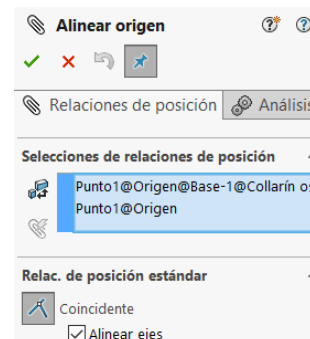 Alinear origen
Relaciones de posición Análisis
Selecciones de relaciones de posición
Punto1@Origen@Base-1@Collarín os
Punto1@Origen
Relac. de posición estándar
Coincidente
Alinear ejes